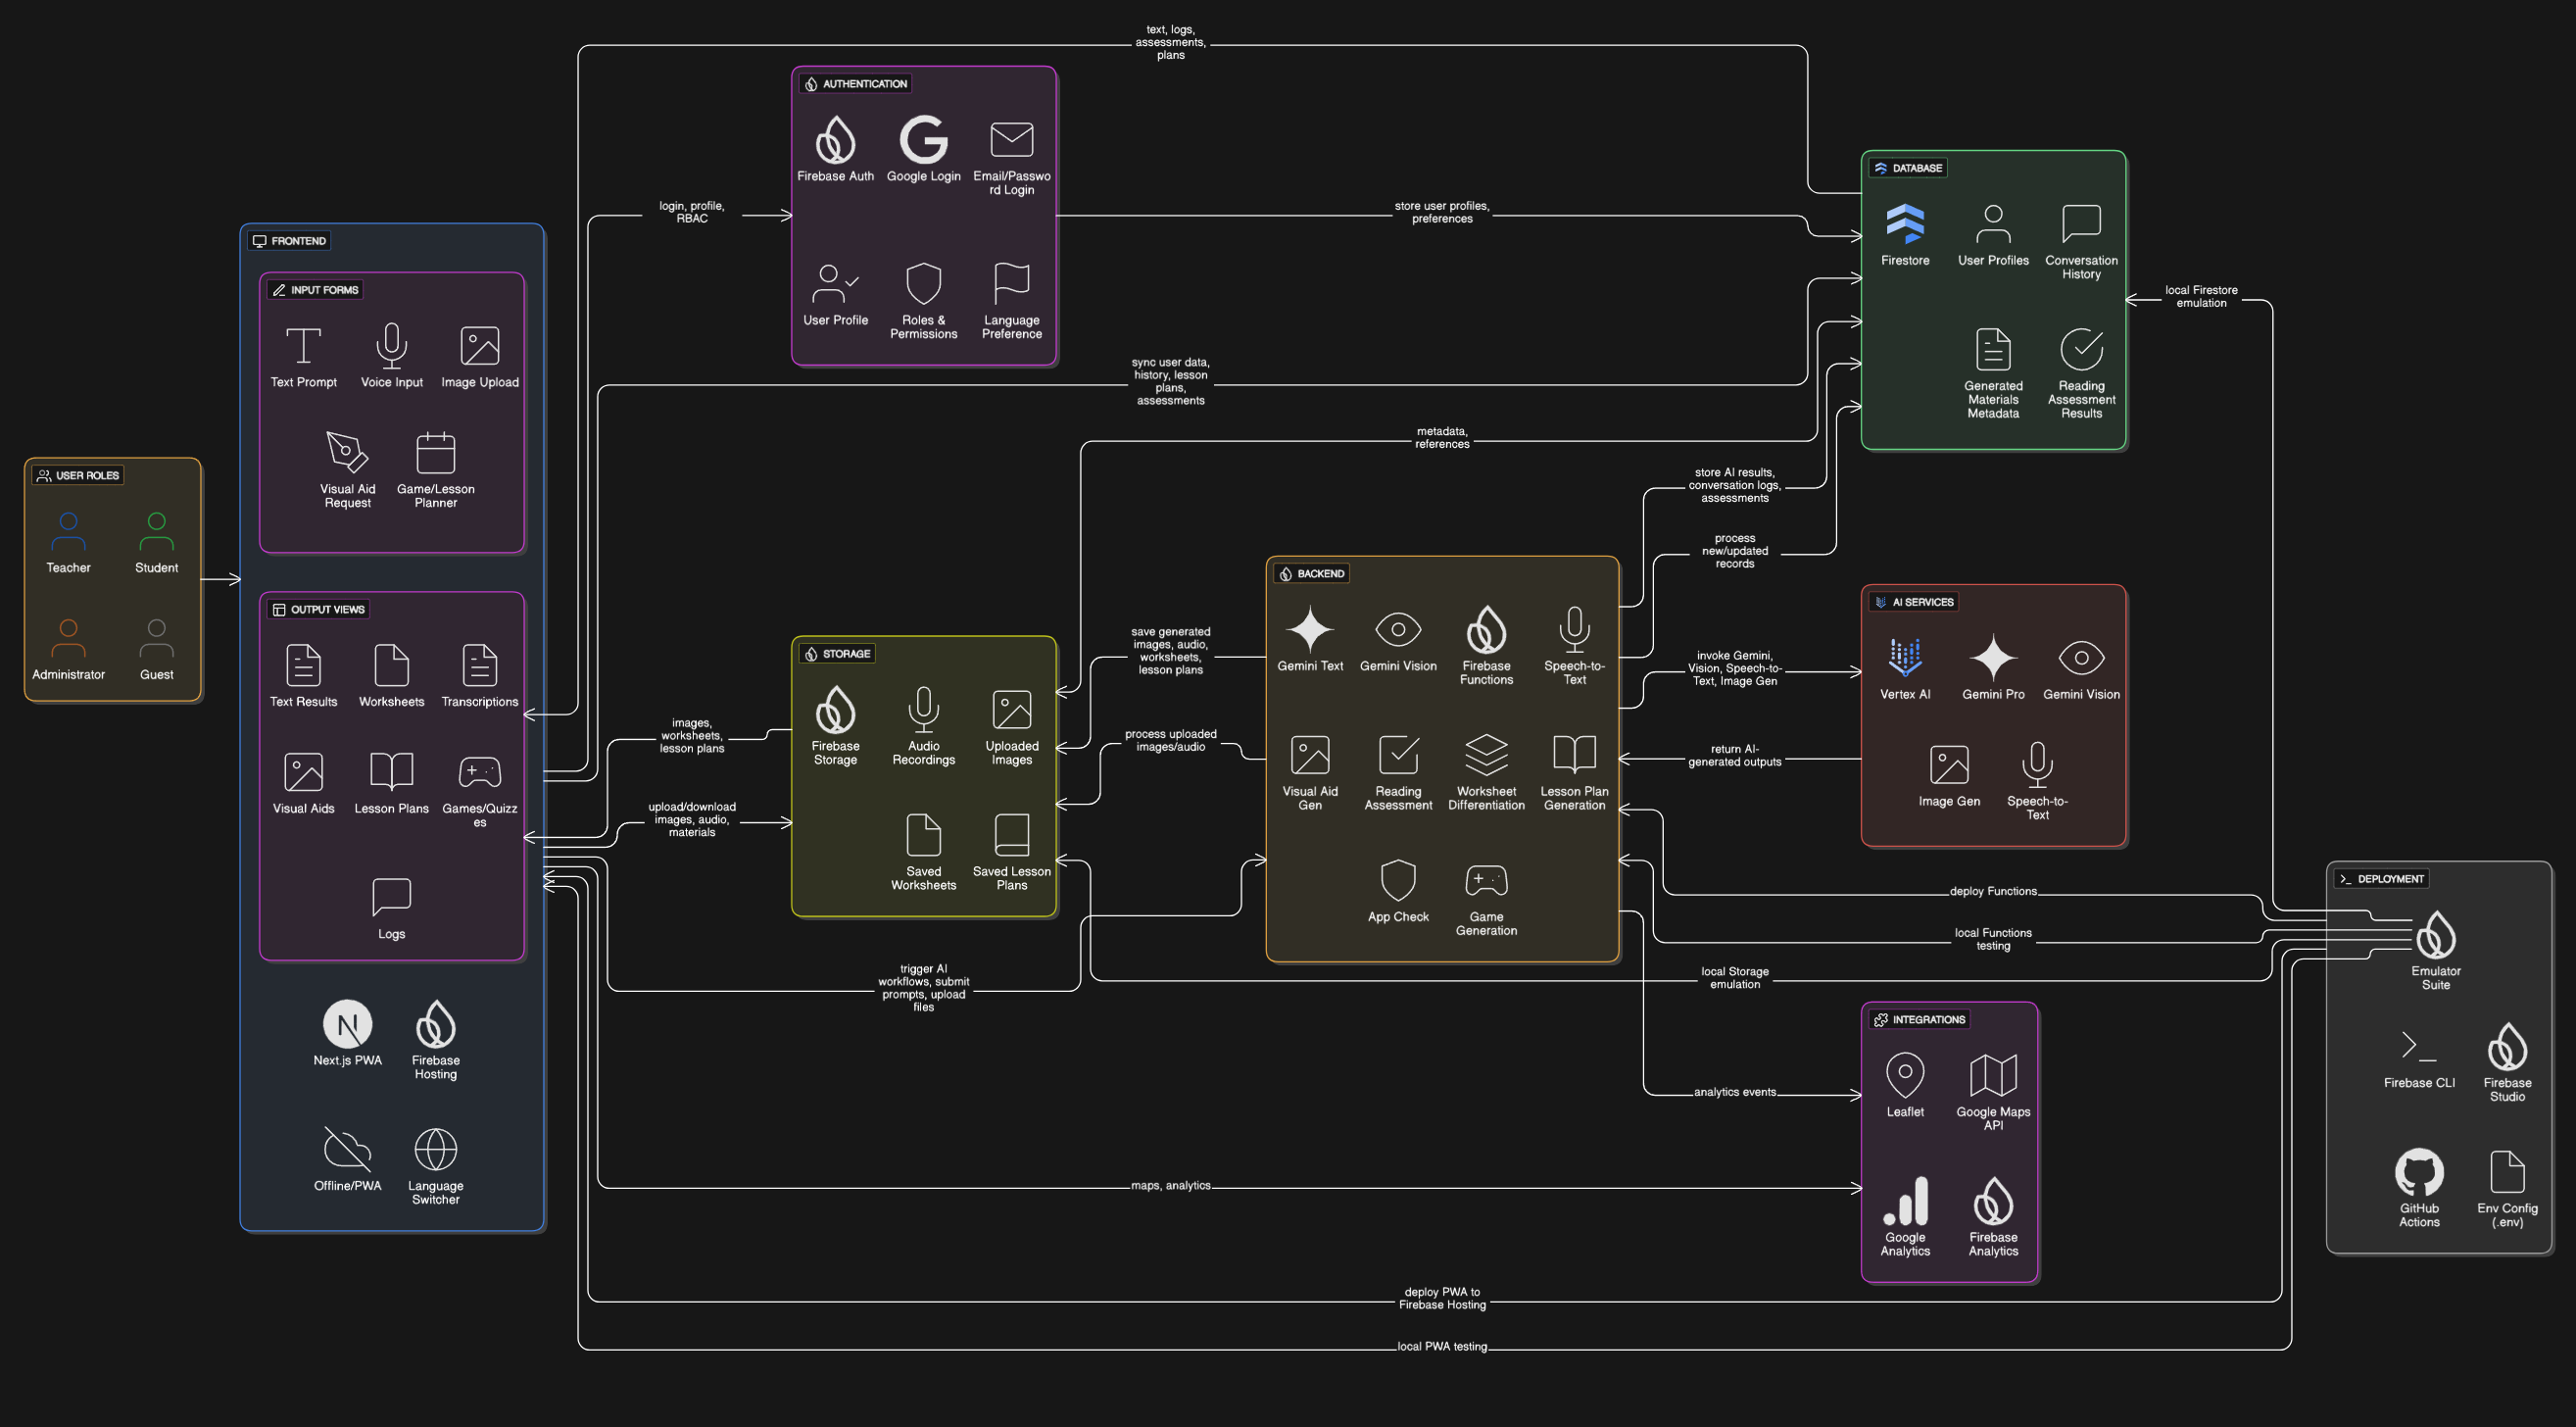 text, logs,
assessments,
plans
AUTHENTICATION
Firebase Auth
Google Login
Email/Passwo
rd Login
User Profile
Roles &
Permissions
Language
Preference
login, profile,
RBAC
store user profiles,
preferences
DATABASE
Firestore
User Profiles
Conversation
History
Generated
Materials
Metadata
Reading
Assessment
Results
local Firestore
emulation
FRONTEND
INPUT FORMS
Text Prompt
Voice Input
Image Upload
Visual Aid
Request
Game/Lesson
Planner
sync user data,
history, lesson
plans,
assessments
metadata,
references
store AI results,
conversation logs,
assessments
process
new/updated
records
USER ROLES
Teacher
Student
Administrator
Guest
OUTPUT VIEWS
Text Results
Worksheets
Transcriptions
Visual Aids
Lesson Plans
Games/Quizz
es
Logs
Next.js PWA
Firebase
Hosting
Offline/PWA
Language
Switcher
images,
worksheets,
lesson plans
upload/download
images, audio,
materials
STORAGE
Firebase
Storage
Audio
Recordings
Uploaded
Images
Saved
Worksheets
Saved Lesson
Plans
save generated
images, audio,
worksheets,
lesson plans
process uploaded
images/audio
trigger AI
workflows, submit
prompts, upload
files
BACKEND
Gemini Text
Gemini Vision
Firebase
Functions
Speech-to-
Text
Visual Aid
Gen
Reading
Assessment
Worksheet
Differentiation
Lesson Plan
Generation
App Check
Game
Generation
invoke Gemini,
Vision, Speech-to-
Text, Image Gen
return AI-
generated outputs
AI SERVICES
Vertex AI
Gemini Pro
Gemini Vision
Image Gen
Speech-to-
Text
deploy Functions
local Functions
testing
local Storage
emulation
analytics events
maps, analytics
INTEGRATIONS
Leaflet
Google Maps
API
Google
Analytics
Firebase
Analytics
DEPLOYMENT
Emulator
Suite
Firebase CLI
Firebase
Studio
GitHub
Actions
Env Config
(.env)
deploy PWA to
Firebase Hosting
local PWA testing